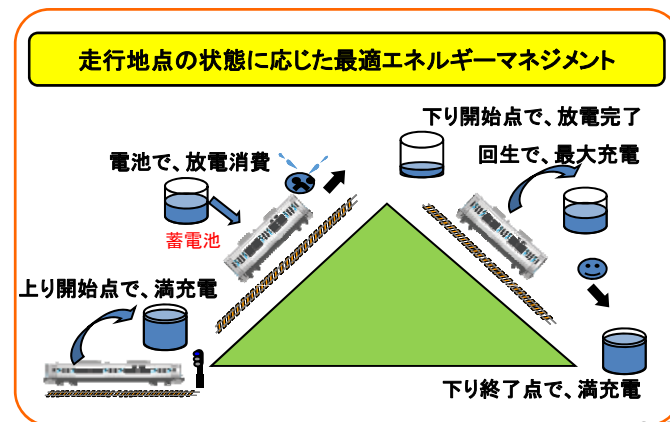 走行地点の状態に応じた最適エネルギーマネジメント
下り開始点で、放電完了
回生で、最大充電
電池で、放電消費
蓄電池
上り開始点で、満充電
下り終了点で、満充電